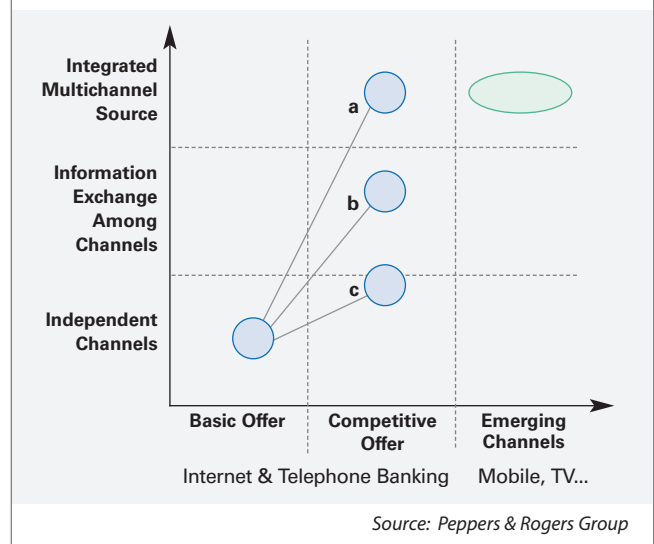 Integrated
Multichannel
Source
a
Information
Exchange
Among
Channels
b
c
Independent
Channels
Basic Offer
Competitive
Offer
Emerging
Channels
Internet & Telephone Banking
Mobile, TV...
Source: Peppers & Rogers Group